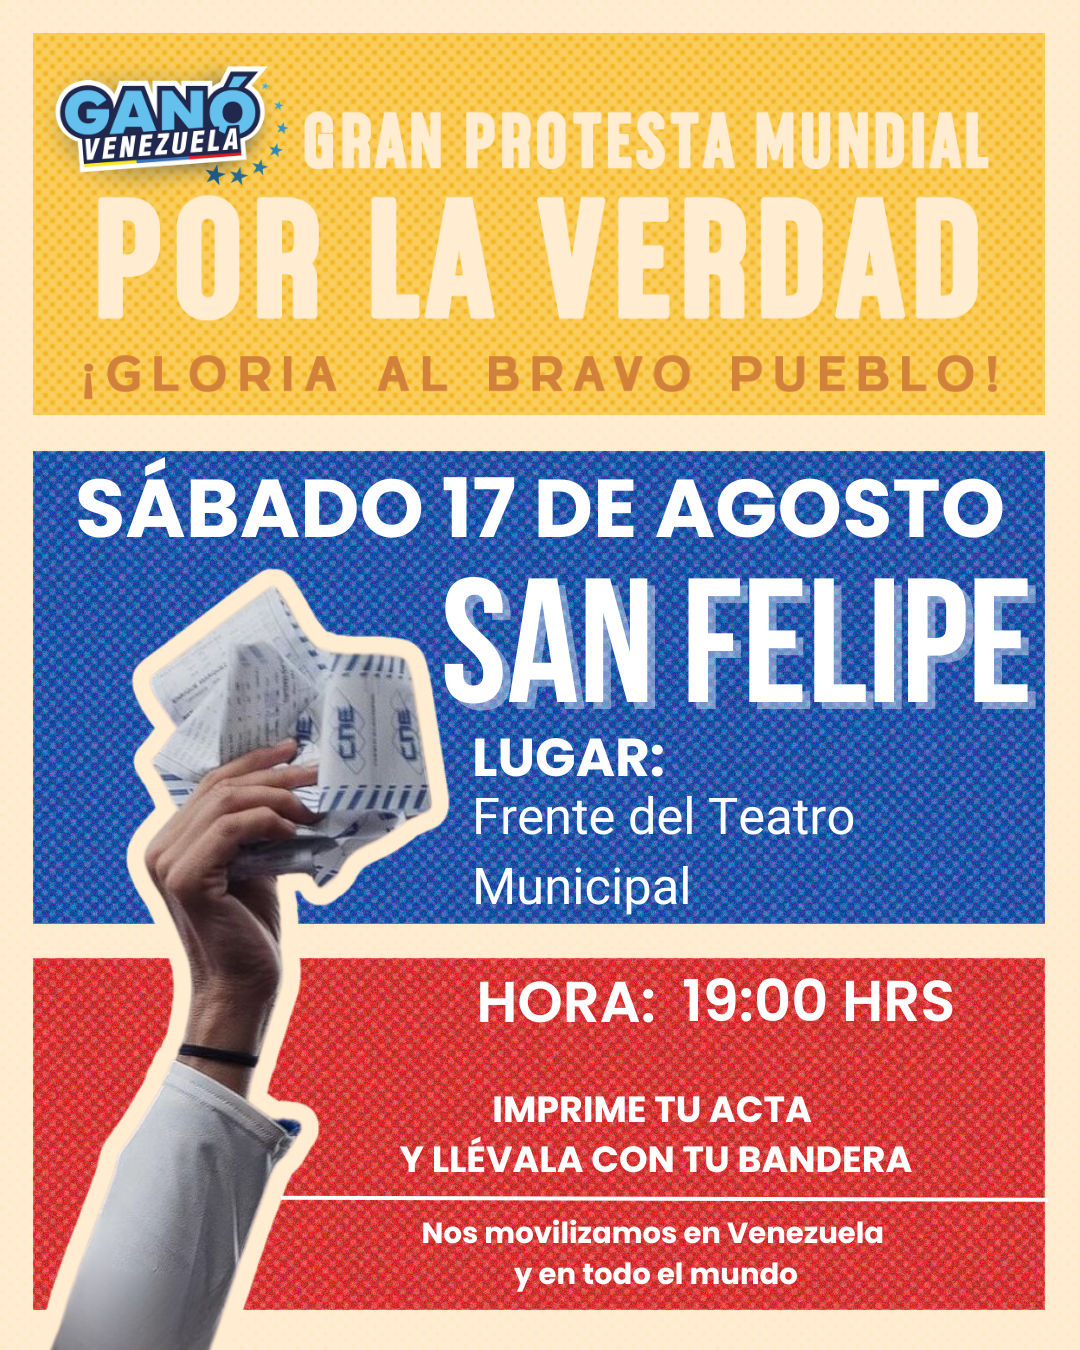 GANÓ
VENEZUELA
GRAN PROTESTA MUNDIAL
POR LA VERDAD
¡GLORIA AL BRAVO PUEBLO!
SÁBADO 17 DE AGOSTO
SAN FELIPE
CNE
CNE
LUGAR:
Frente del Teatro
Municipal
HORA: 19:00 HRS
IMPRIME TU ACTA
Y LLÉVALA CON TU BANDERA
Nos movilizamos en Venezuela
y en todo el mundo